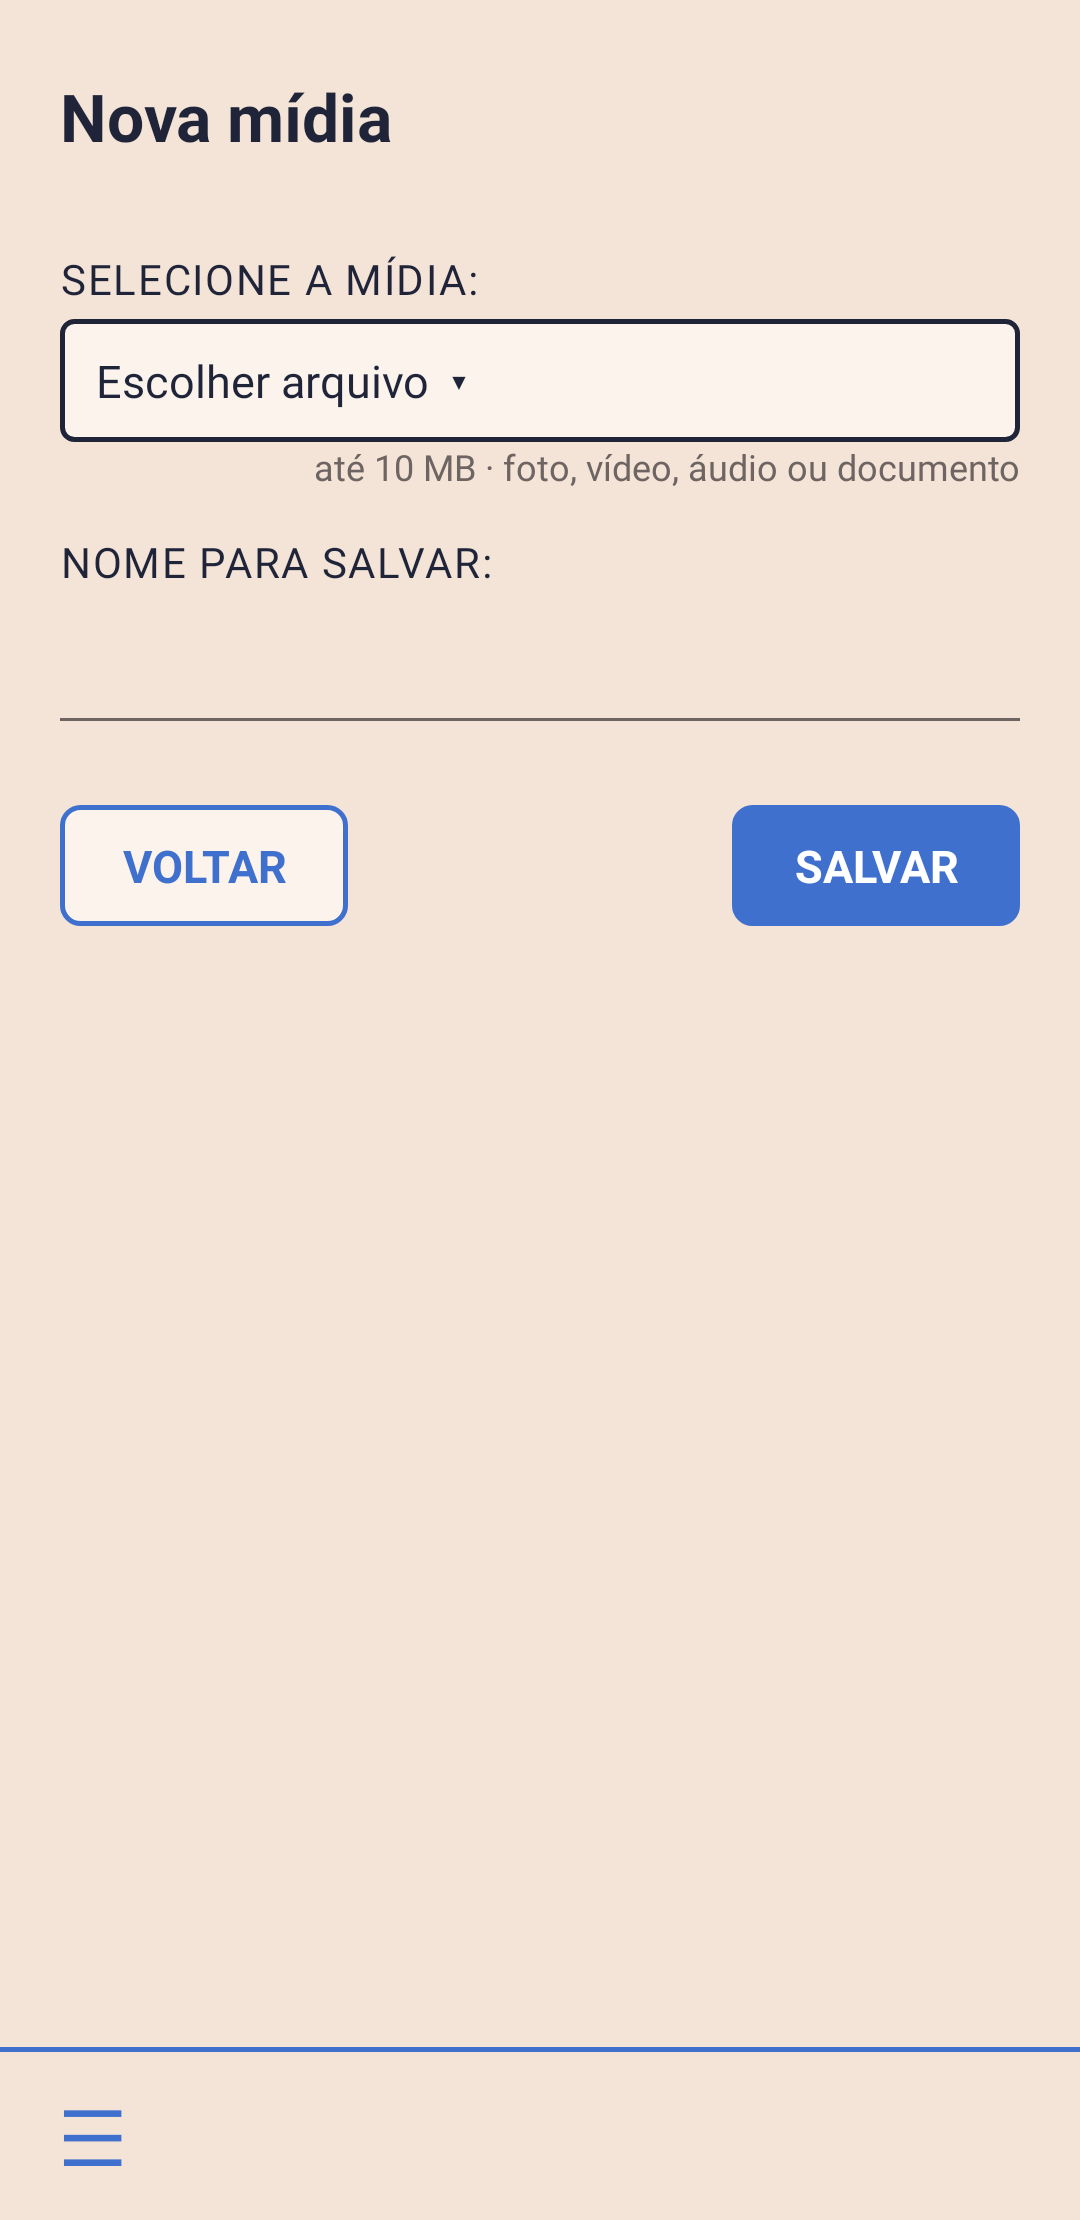 Nova mídia
SELECIONE A MÍDIA:
Escolher arquivo ▾
até 10 MB · foto, vídeo, áudio ou documento
NOME PARA SALVAR:
VOLTAR
SALVAR